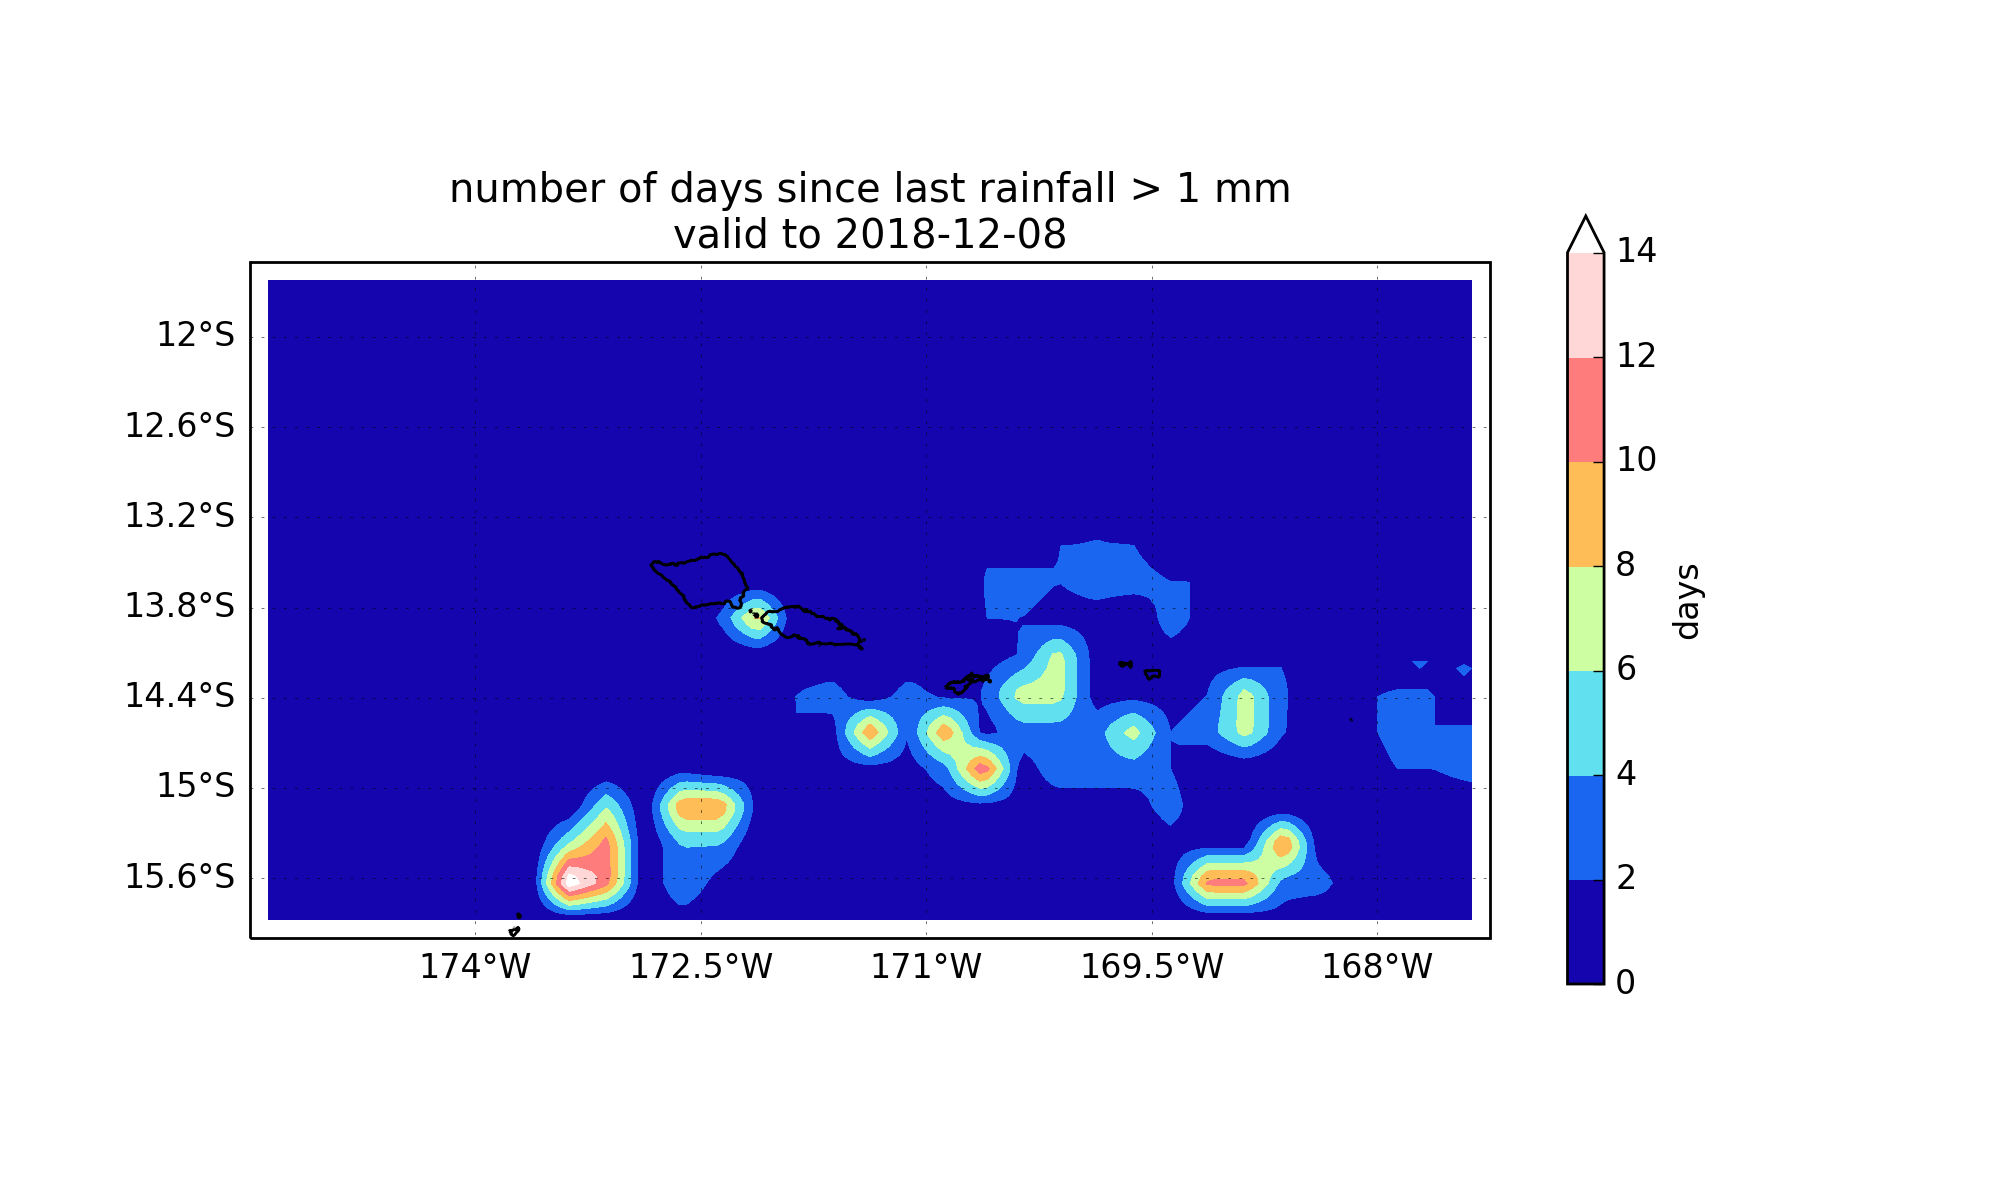 number of days since last rainfall > 1 mm
valid to 2018-12-08
12°S
12.6°S
13.2°S
13.8°S
14.4°S
15°S
15.6°S
174°W
172.5°W
171°W
169.5°W
168°W
14
12
10
8
6
4
2
0
days